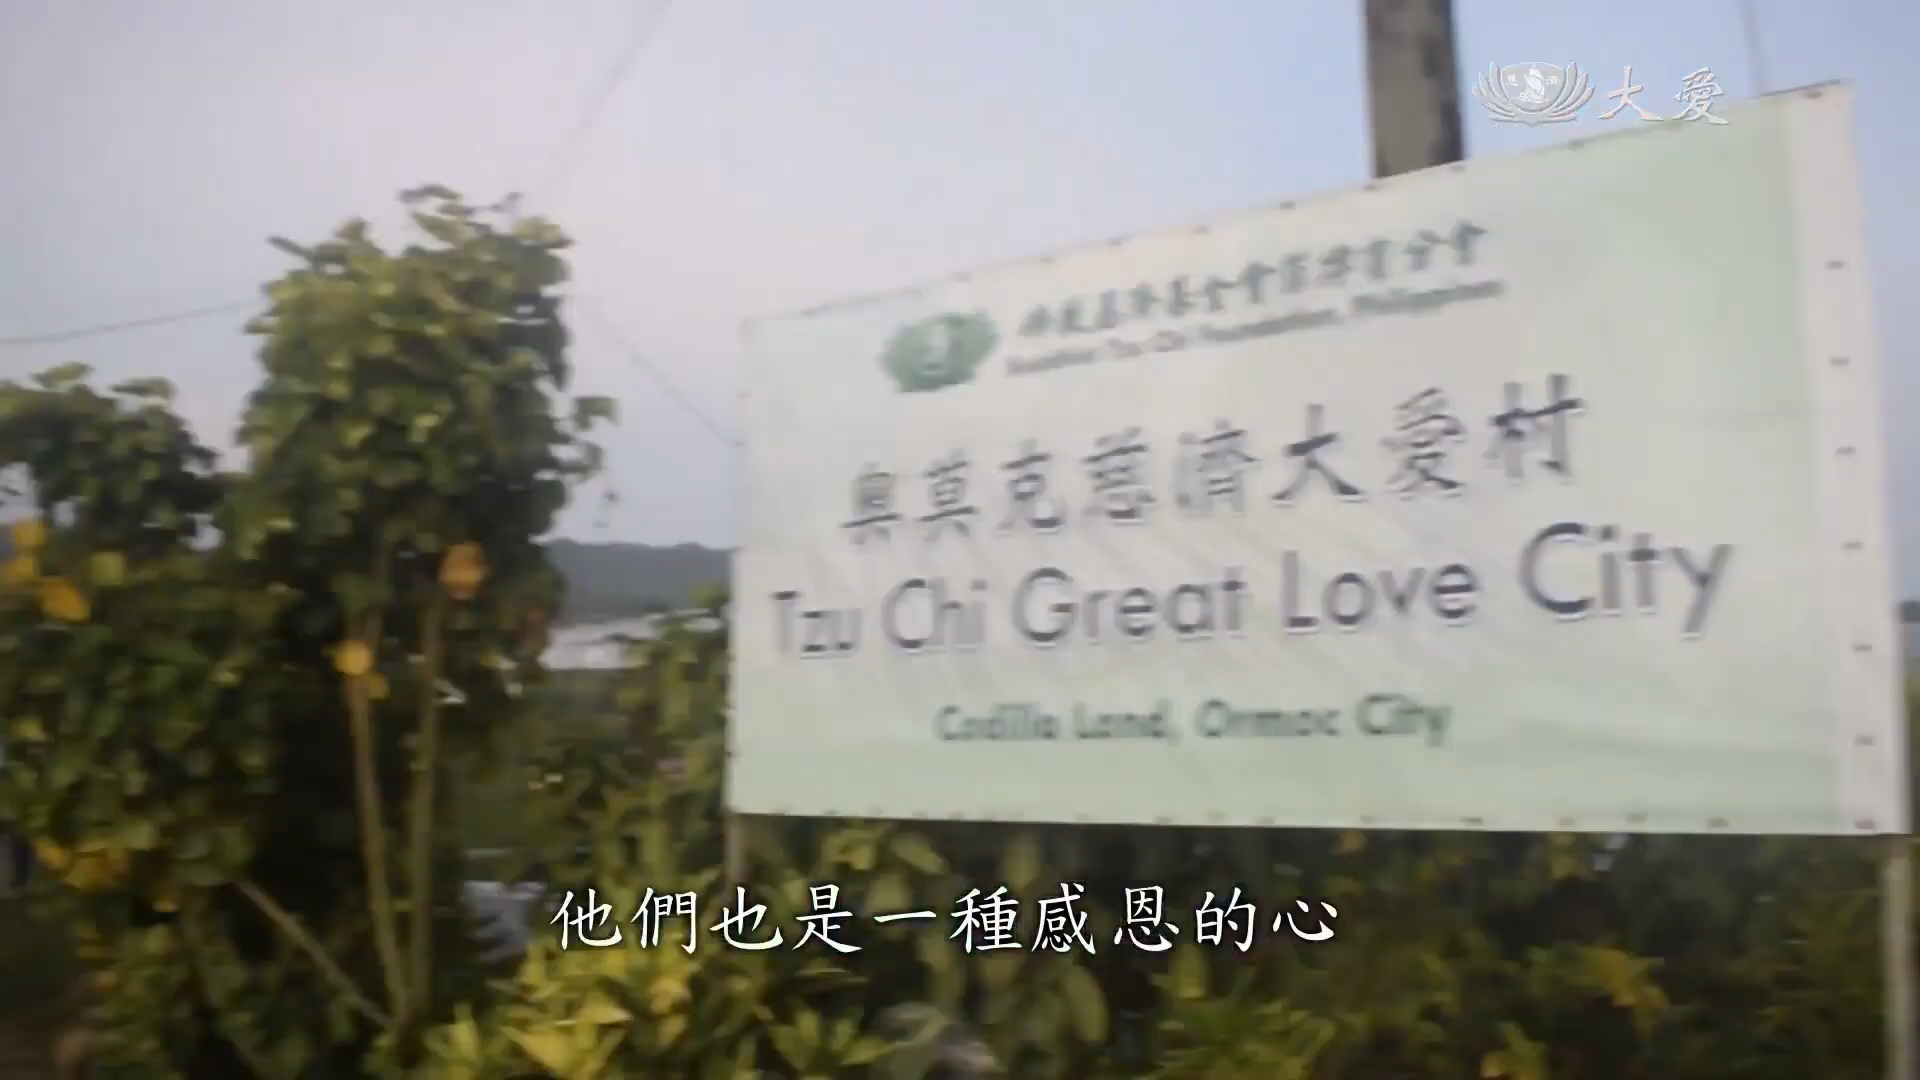 大愛
佛教慈濟基金會菲律賓分會
Buddhist Tzu Chi Foundation, Philippines
奧莫克慈濟大愛村
Tzu Chi Great Love City
Codilla Land, Ormoc City
他們也是一種感恩的心